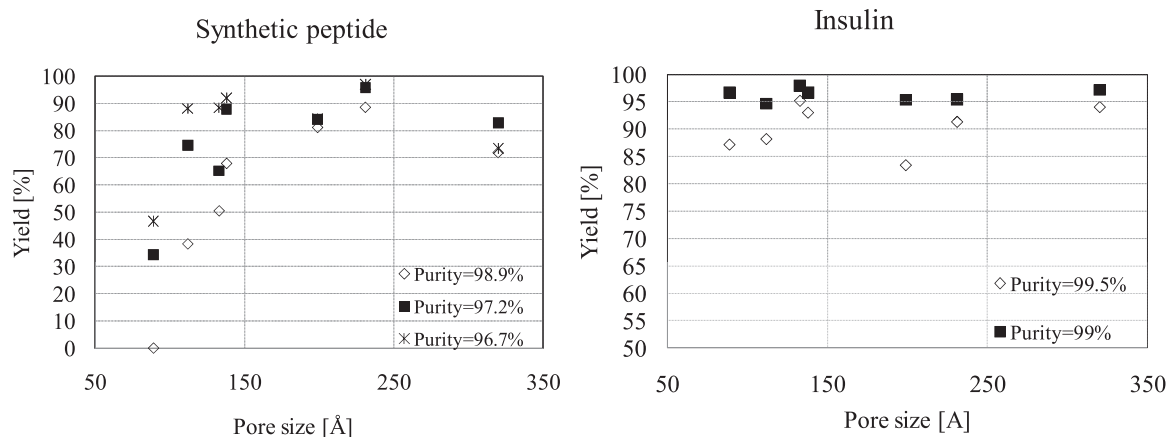 Synthetic peptide
100
90
80
70
60
50
40
30
20
10
0
Yield [%]
Purity=98.9%
Purity=97.2%
Purity=96.7%
50 150 250 350
Pore size [Å]
Insulin
100
95
90
85
80
75
70
65
60
55
50
Yield [%]
Purity=99.5%
Purity=99%
50 150 250 350
Pore size [A]